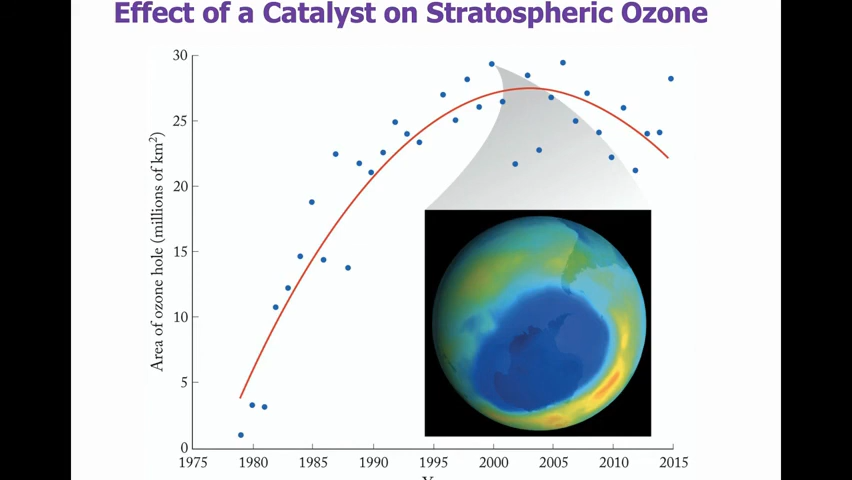 Effect of a Catalyst on Stratospheric Ozone
Area of ozone hole (millions of km²)
30
25
20
15
10
5
0
1975 1980 1985 1990 1995 2000 2005 2010 2015